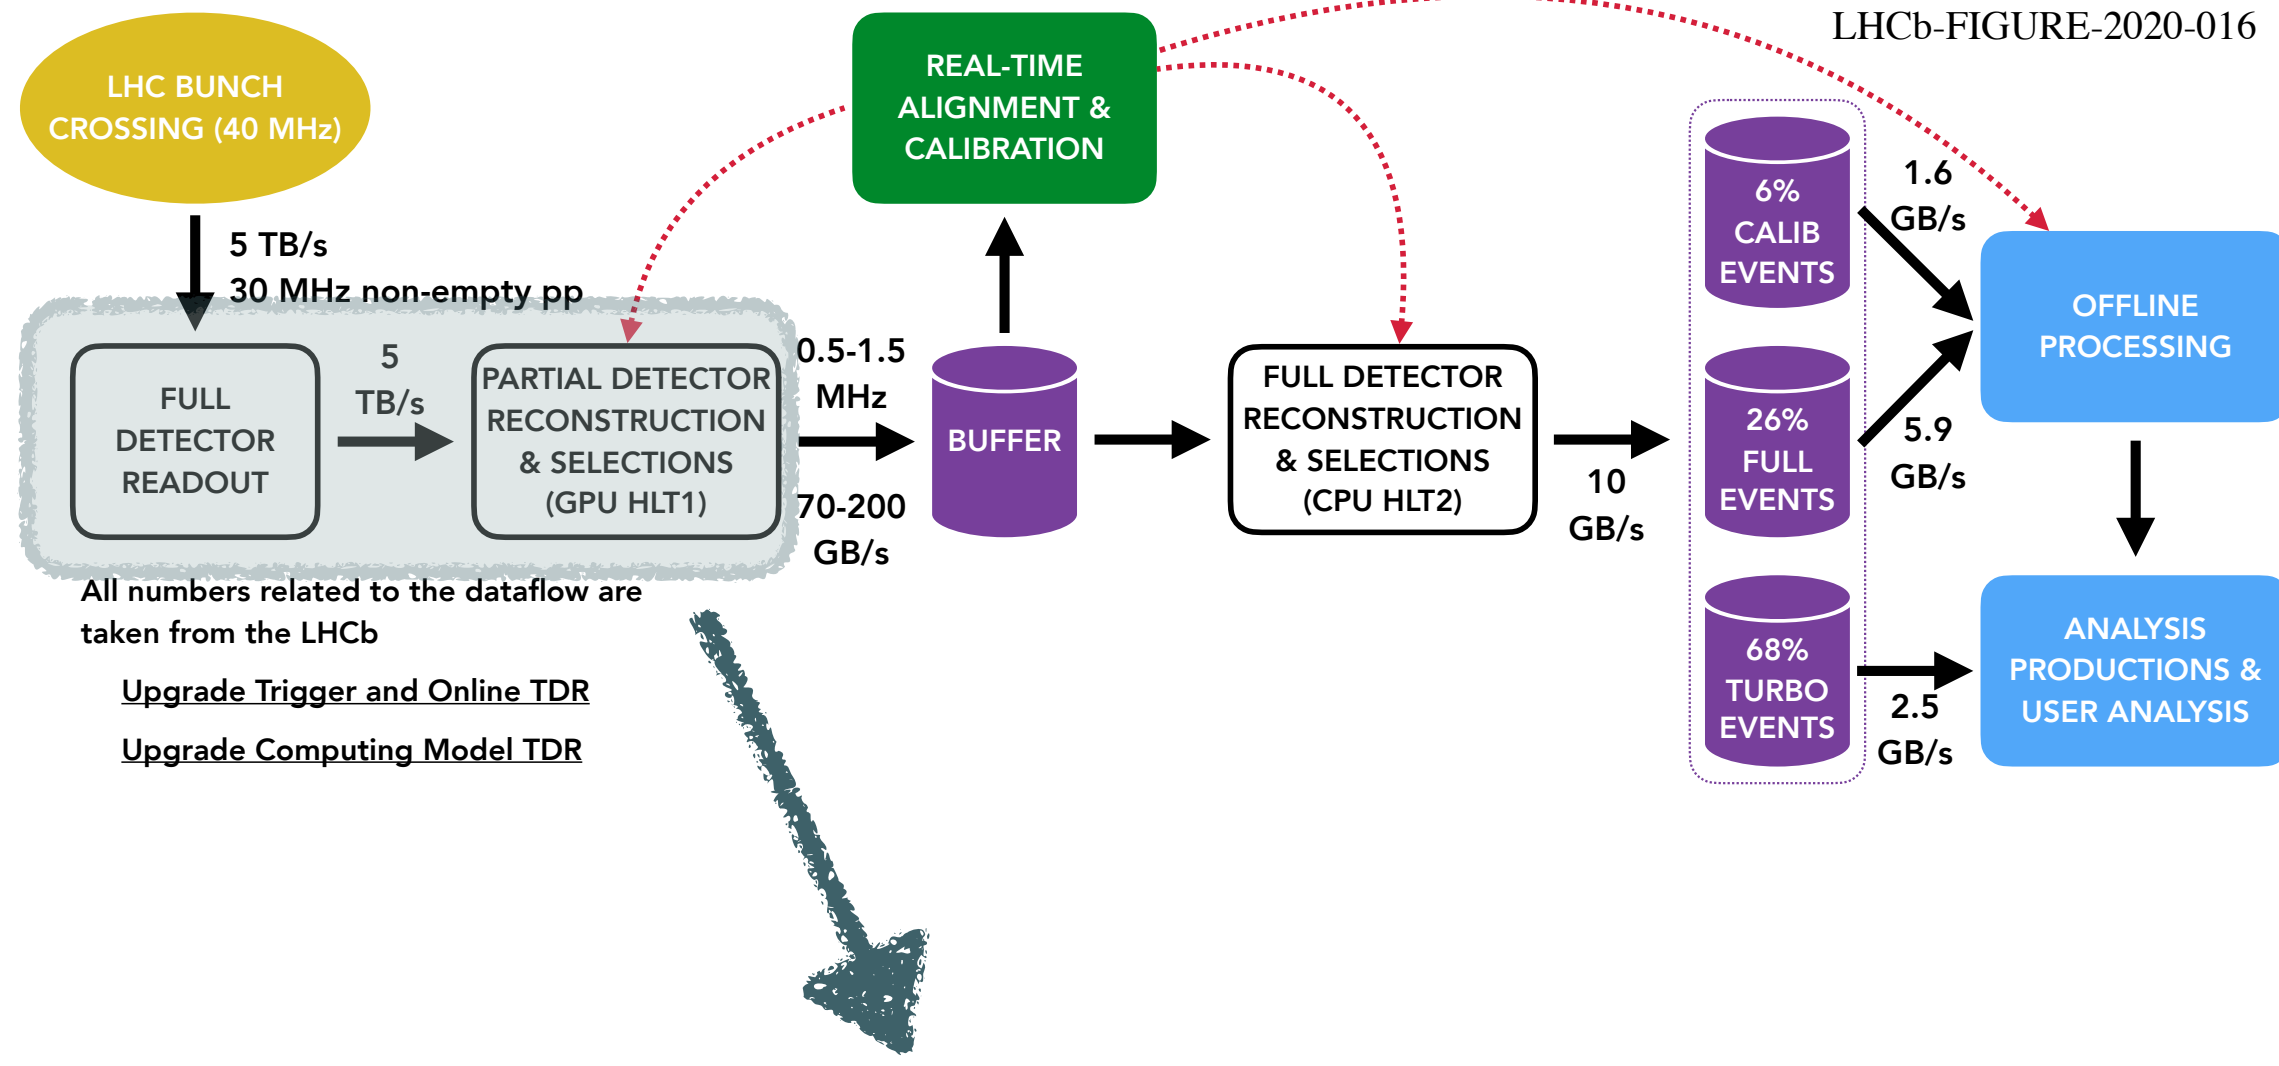 LHCb-FIGURE-2020-016
LHC BUNCH
CROSSING (40 MHz)
5 TB/s
30 MHz non-empty pp
FULL
DETECTOR
READOUT
5
TB/s
PARTIAL DETECTOR
RECONSTRUCTION
& SELECTIONS
(GPU HLT1)
0.5-1.5
MHz
70-200
GB/s
REAL-TIME
ALIGNMENT &
CALIBRATION
BUFFER
FULL DETECTOR
RECONSTRUCTION
& SELECTIONS
(CPU HLT2)
10
GB/s
6%
CALIB
EVENTS
26%
FULL
EVENTS
68%
TURBO
EVENTS
1.6
GB/s
5.9
GB/s
2.5
GB/s
OFFLINE
PROCESSING
ANALYSIS
PRODUCTIONS &
USER ANALYSIS
All numbers related to the dataflow are
taken from the LHCb
Upgrade Trigger and Online TDR
Upgrade Computing Model TDR